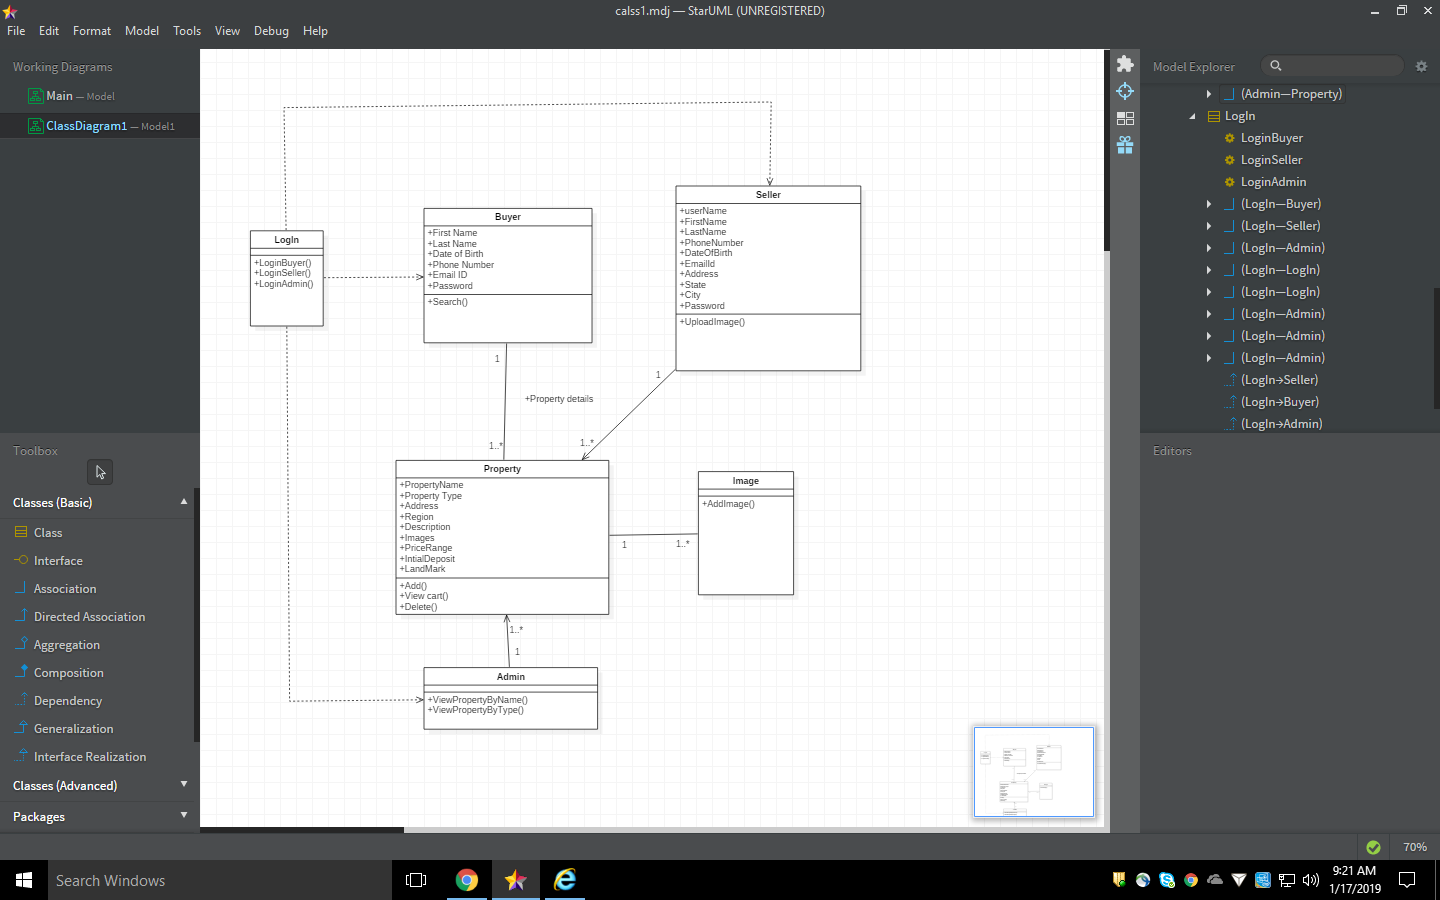 calss1.mdj — StarUML (UNREGISTERED)
File Edit Format Model Tools View Debug Help
Working Diagrams
Main — Model
ClassDiagram1 — Model1
Toolbox
Classes (Basic)
Class
Interface
Association
Directed Association
Aggregation
Composition
Dependency
Generalization
Interface Realization
Classes (Advanced)
Packages
LogIn
+LoginBuyer()
+LoginSeller()
+LoginAdmin()
Buyer
+First Name
+Last Name
+Date of Birth
+Phone Number
+Email ID
+Password
+Search()
Seller
+userName
+FirstName
+LastName
+PhoneNumber
+DateOfBirth
+EmailId
+Address
+State
+City
+Password
+UploadImage()
1
+Property details
1..*
1
1..*
Property
+PropertyName
+Property Type
+Address
+Region
+Description
+Images
+PriceRange
+IntialDeposit
+LandMark
+Add()
+View cart()
+Delete()
1
1..*
Image
+AddImage()
1..*
1
Admin
+ViewPropertyByName()
+ViewPropertyByType()
Model Explorer
(Admin—Property)
LogIn
LoginBuyer
LoginSeller
LoginAdmin
(LogIn—Buyer)
(LogIn—Seller)
(LogIn—Admin)
(LogIn—LogIn)
(LogIn—LogIn)
(LogIn—Admin)
(LogIn—Admin)
(LogIn—Admin)
(LogIn→Seller)
(LogIn→Buyer)
(LogIn→Admin)
Editors
70%
Search Windows
9:21 AM
1/17/2019